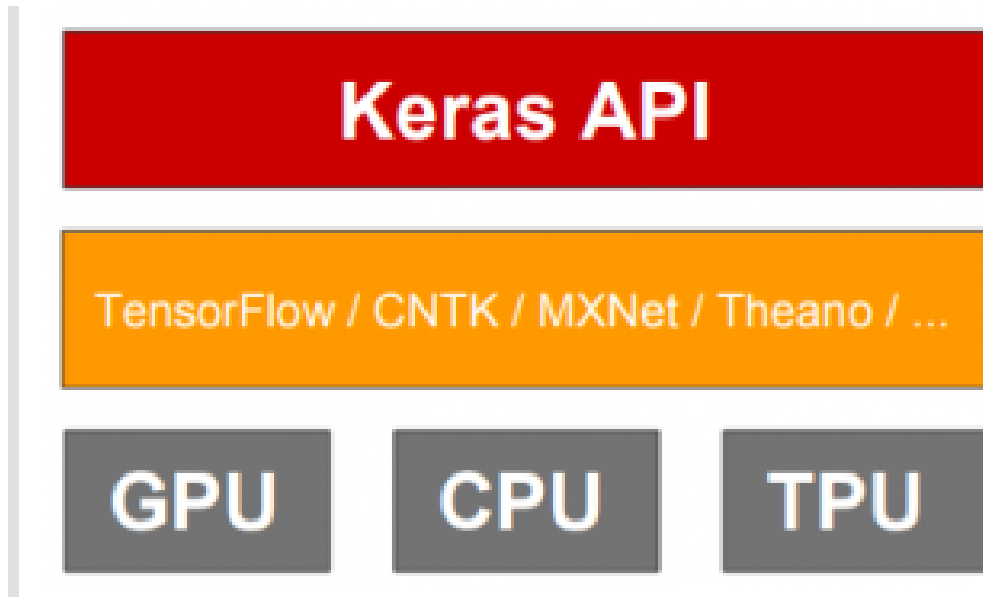 Keras API
TensorFlow / CNTK / MXNet / Theano / ...
GPU CPU TPU